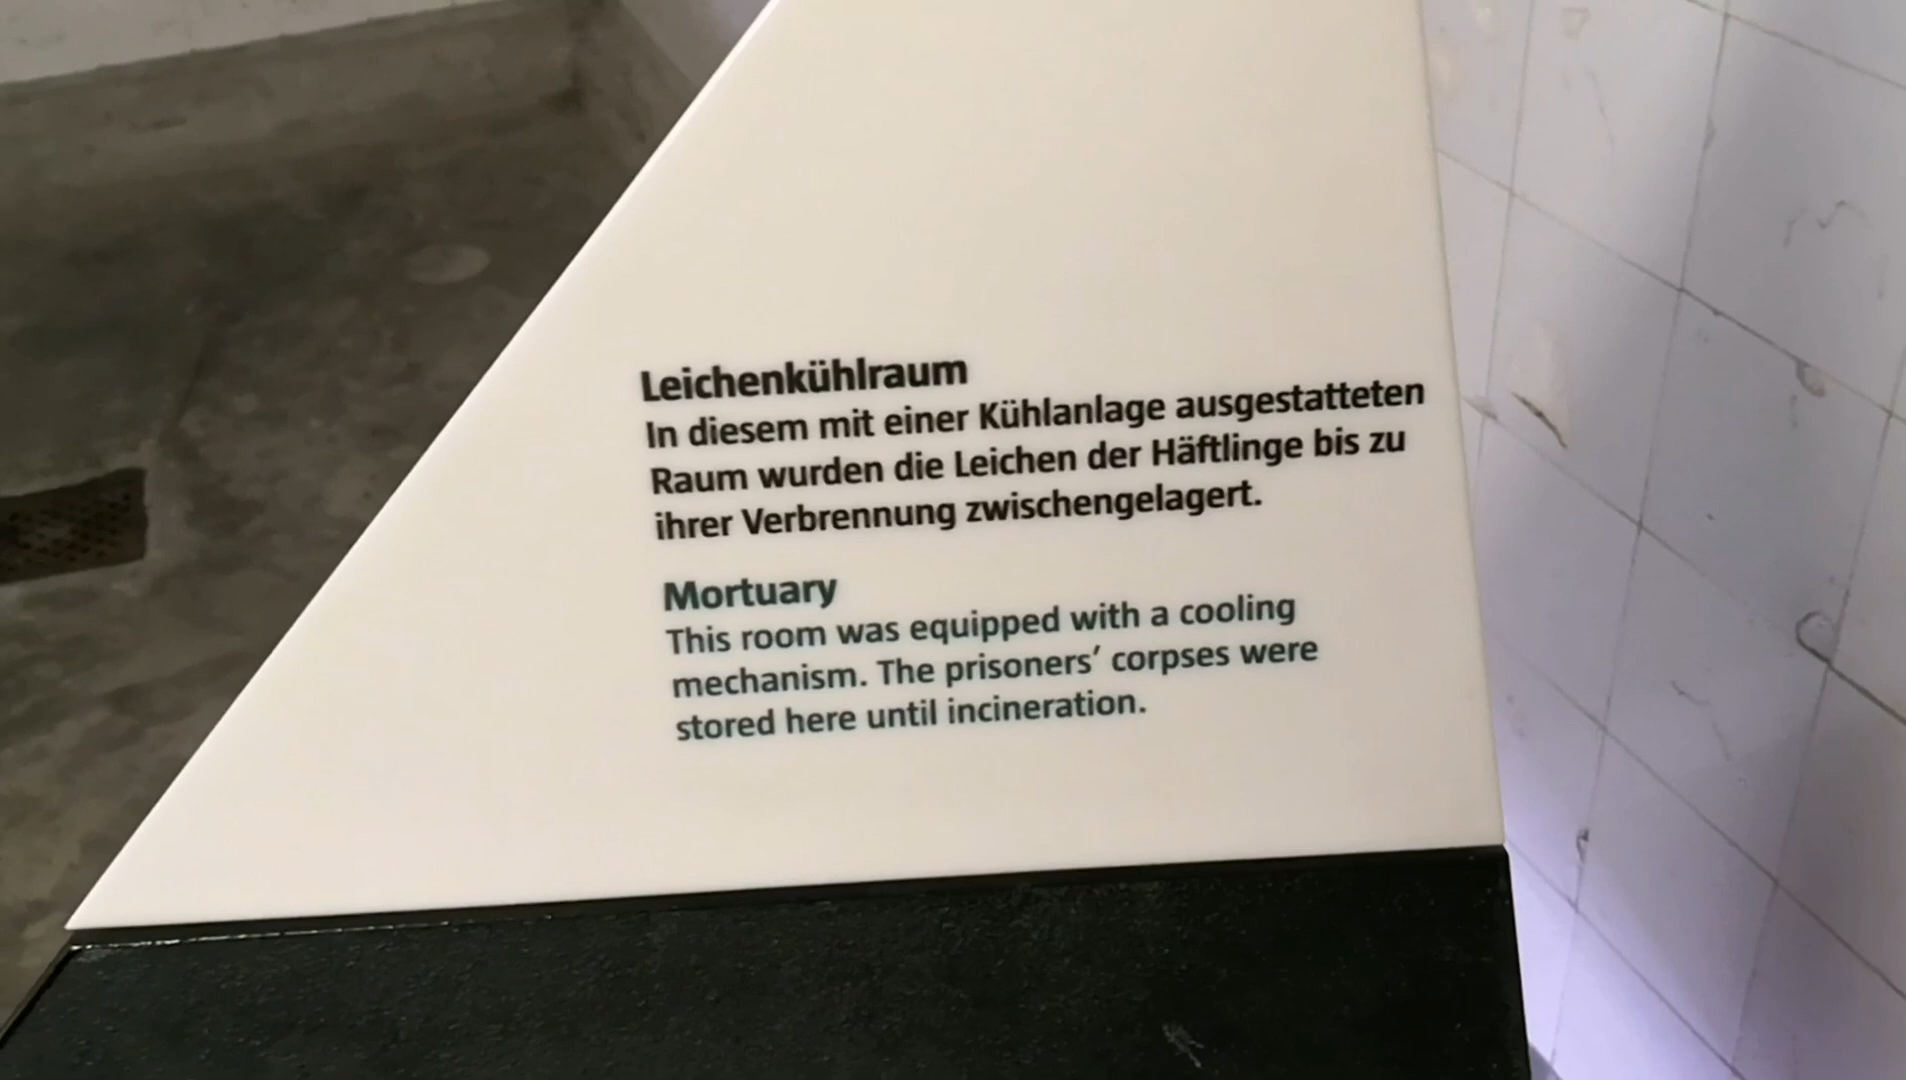 Leichenkühlraum
In diesem mit einer Kühlanlage ausgestatteten
Raum wurden die Leichen der Häftlinge bis zu
ihrer Verbrennung zwischengelagert.
Mortuary
This room was equipped with a cooling
mechanism. The prisoners’ corpses were
stored here until incineration.